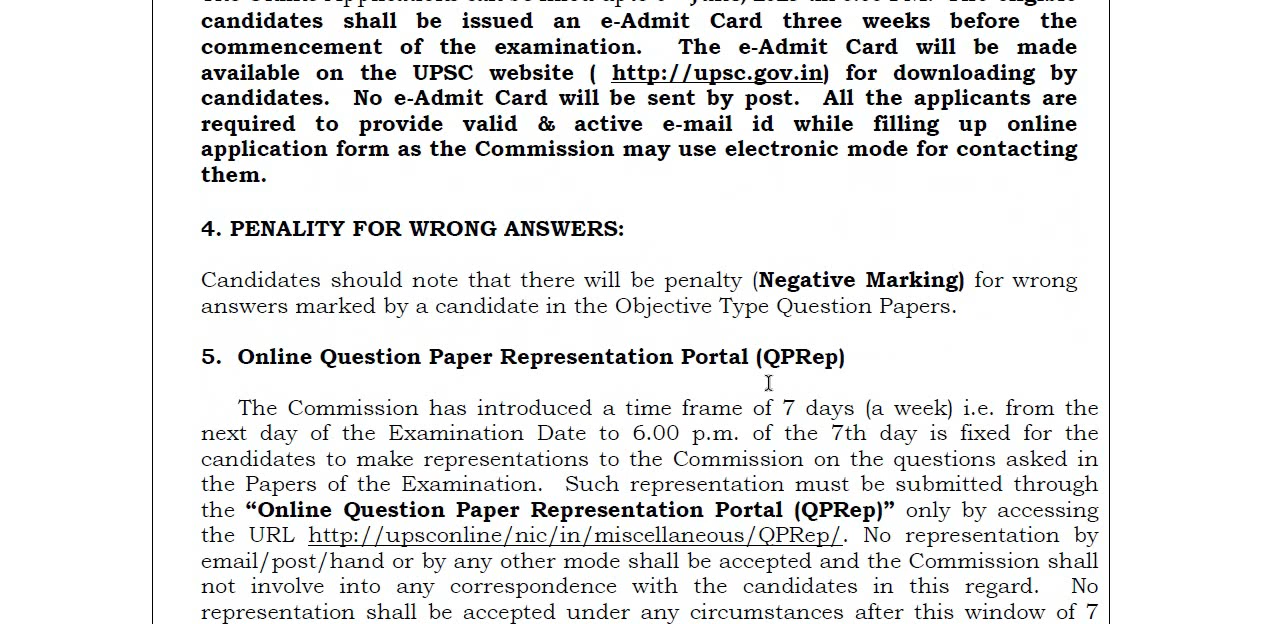 candidates shall be issued an e-Admit Card three weeks before the
commencement of the examination. The e-Admit Card will be made
available on the UPSC website ( http://upsc.gov.in) for downloading by
candidates. No e-Admit Card will be sent by post. All the applicants are
required to provide valid & active e-mail id while filling up online
application form as the Commission may use electronic mode for contacting
them.
4. PENALITY FOR WRONG ANSWERS:
Candidates should note that there will be penalty (Negative Marking) for wrong
answers marked by a candidate in the Objective Type Question Papers.
5. Online Question Paper Representation Portal (QPRep)
The Commission has introduced a time frame of 7 days (a week) i.e. from the
next day of the Examination Date to 6.00 p.m. of the 7th day is fixed for the
candidates to make representations to the Commission on the questions asked in
the Papers of the Examination. Such representation must be submitted through
the “Online Question Paper Representation Portal (QPRep)” only by accessing
the URL http://upsconline/nic/in/miscellaneous/QPRep/. No representation by
email/post/hand or by any other mode shall be accepted and the Commission shall
not involve into any correspondence with the candidates in this regard. No
representation shall be accepted under any circumstances after this window of 7